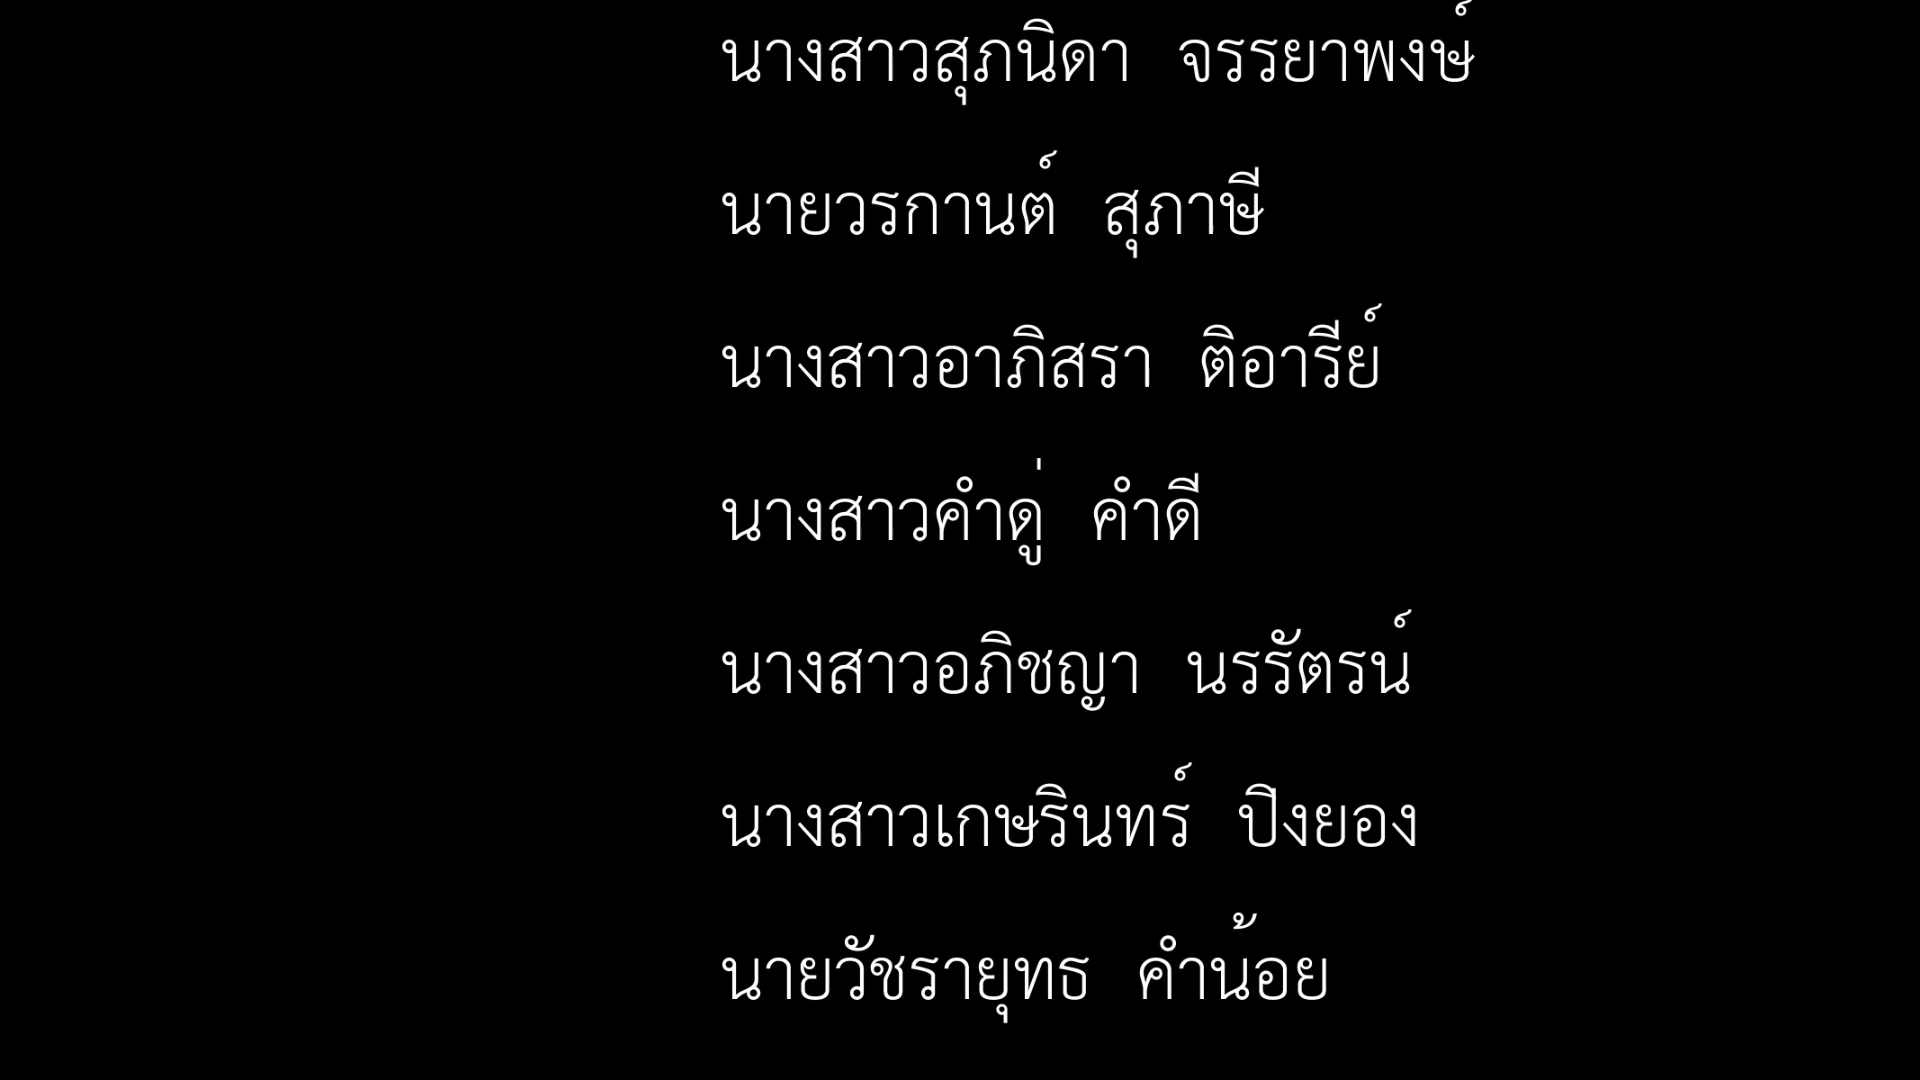 นางสาวสุภนิดา จรรยาพงษ์
นายวรกานต์ สุภาษี
นางสาวอาภิสรา ติอารีย์
นางสาวคำดู่ คำดี
นางสาวอภิชญา นรรัตรน์
นางสาวเกษรินทร์ ปิงยอง
นายวัชรายุทธ คำน้อย